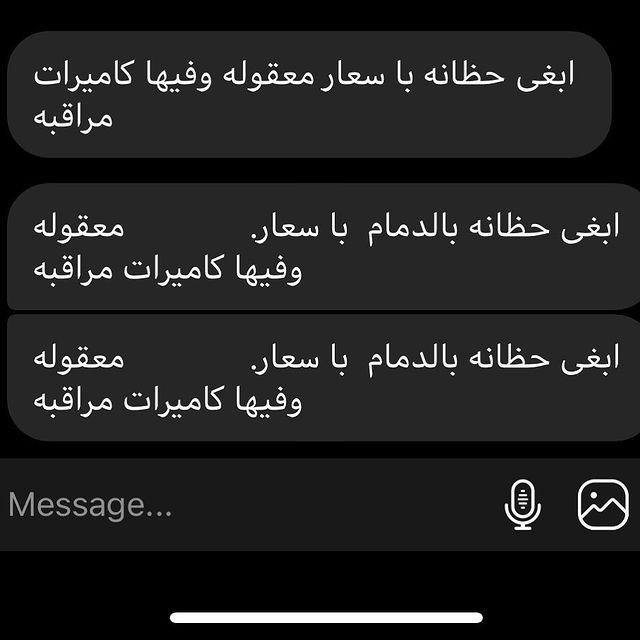 ابغى حظانه با سعار معقوله وفيها كاميرات
مراقبه
ابغى حظانه بالدمام  با سعار.   معقوله
وفيها كاميرات مراقبه
ابغى حظانه بالدمام  با سعار.   معقوله
وفيها كاميرات مراقبه
Message...